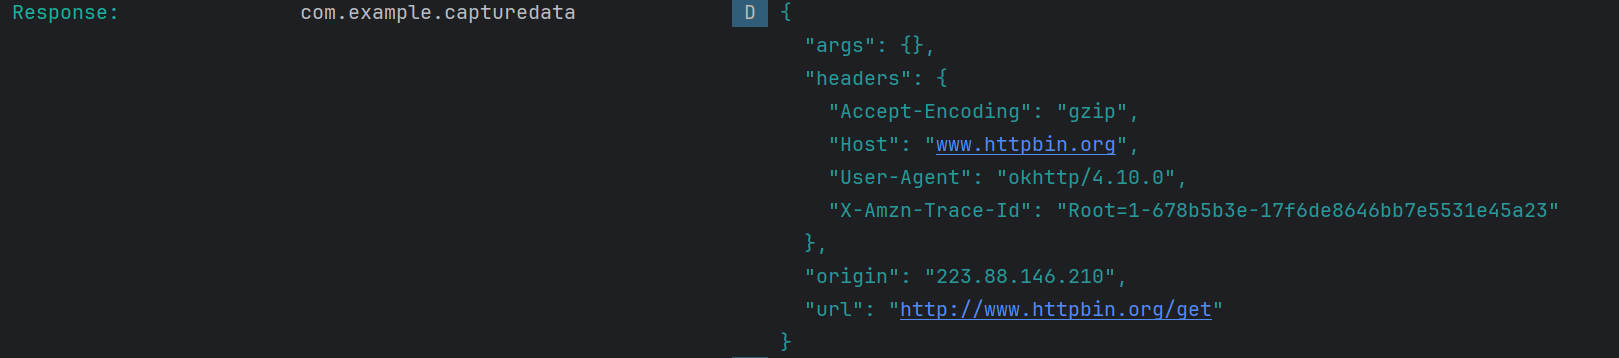 Response: com.example.capturedata D {
"args": {},
"headers": {
"Accept-Encoding": "gzip",
"Host": "www.httpbin.org",
"User-Agent": "okhttp/4.10.0",
"X-Amzn-Trace-Id": "Root=1-678b5b3e-17f6de8646bb7e5531e45a23"
},
"origin": "223.88.146.210",
"url": "http://www.httpbin.org/get"
}